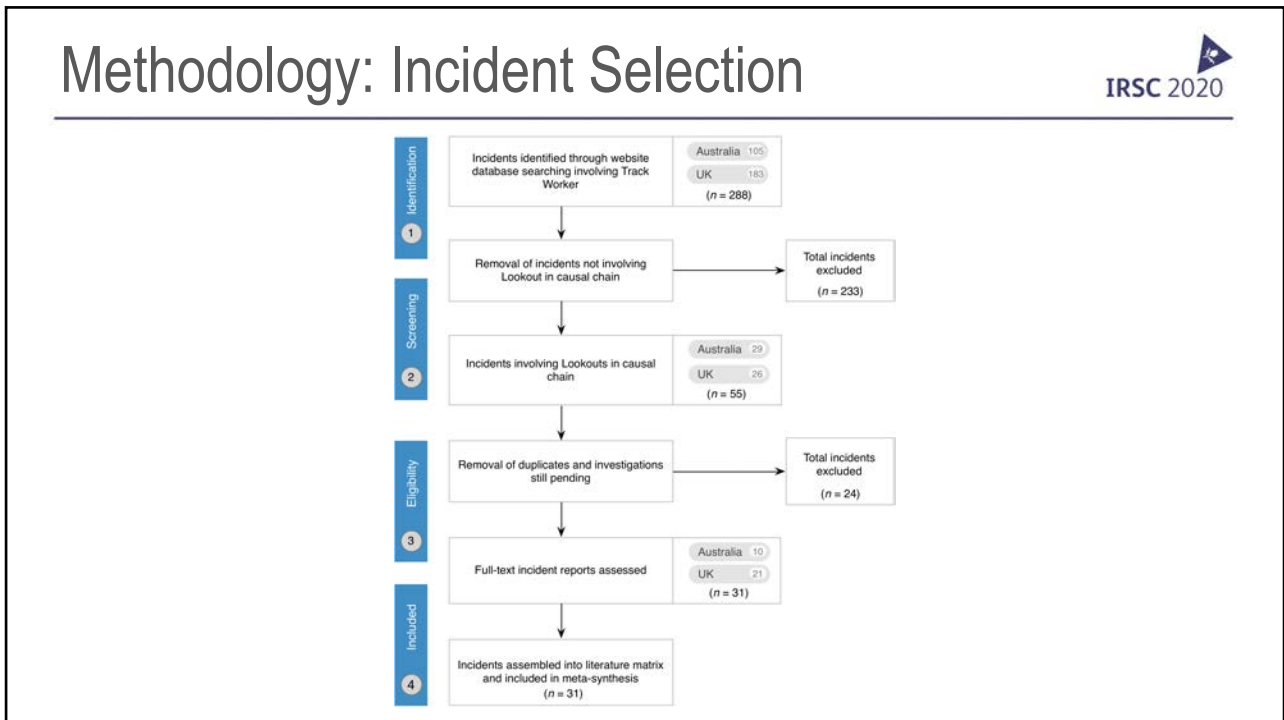 Methodology: Incident Selection
IRSC 2020
Identification
1
Incidents identified through website
database searching involving Track
Worker
Australia 105
UK 183
(n = 288)
Removal of incidents not involving
Lookout in causal chain
Total incidents
excluded
(n = 233)
Screening
2
Incidents involving Lookouts in causal
chain
Australia 29
UK 26
(n = 55)
Eligibility
3
Removal of duplicates and investigations
still pending
Total incidents
excluded
(n = 24)
Full-text incident reports assessed
Australia 10
UK 21
(n = 31)
Included
4
Incidents assembled into literature matrix
and included in meta-synthesis
(n = 31)